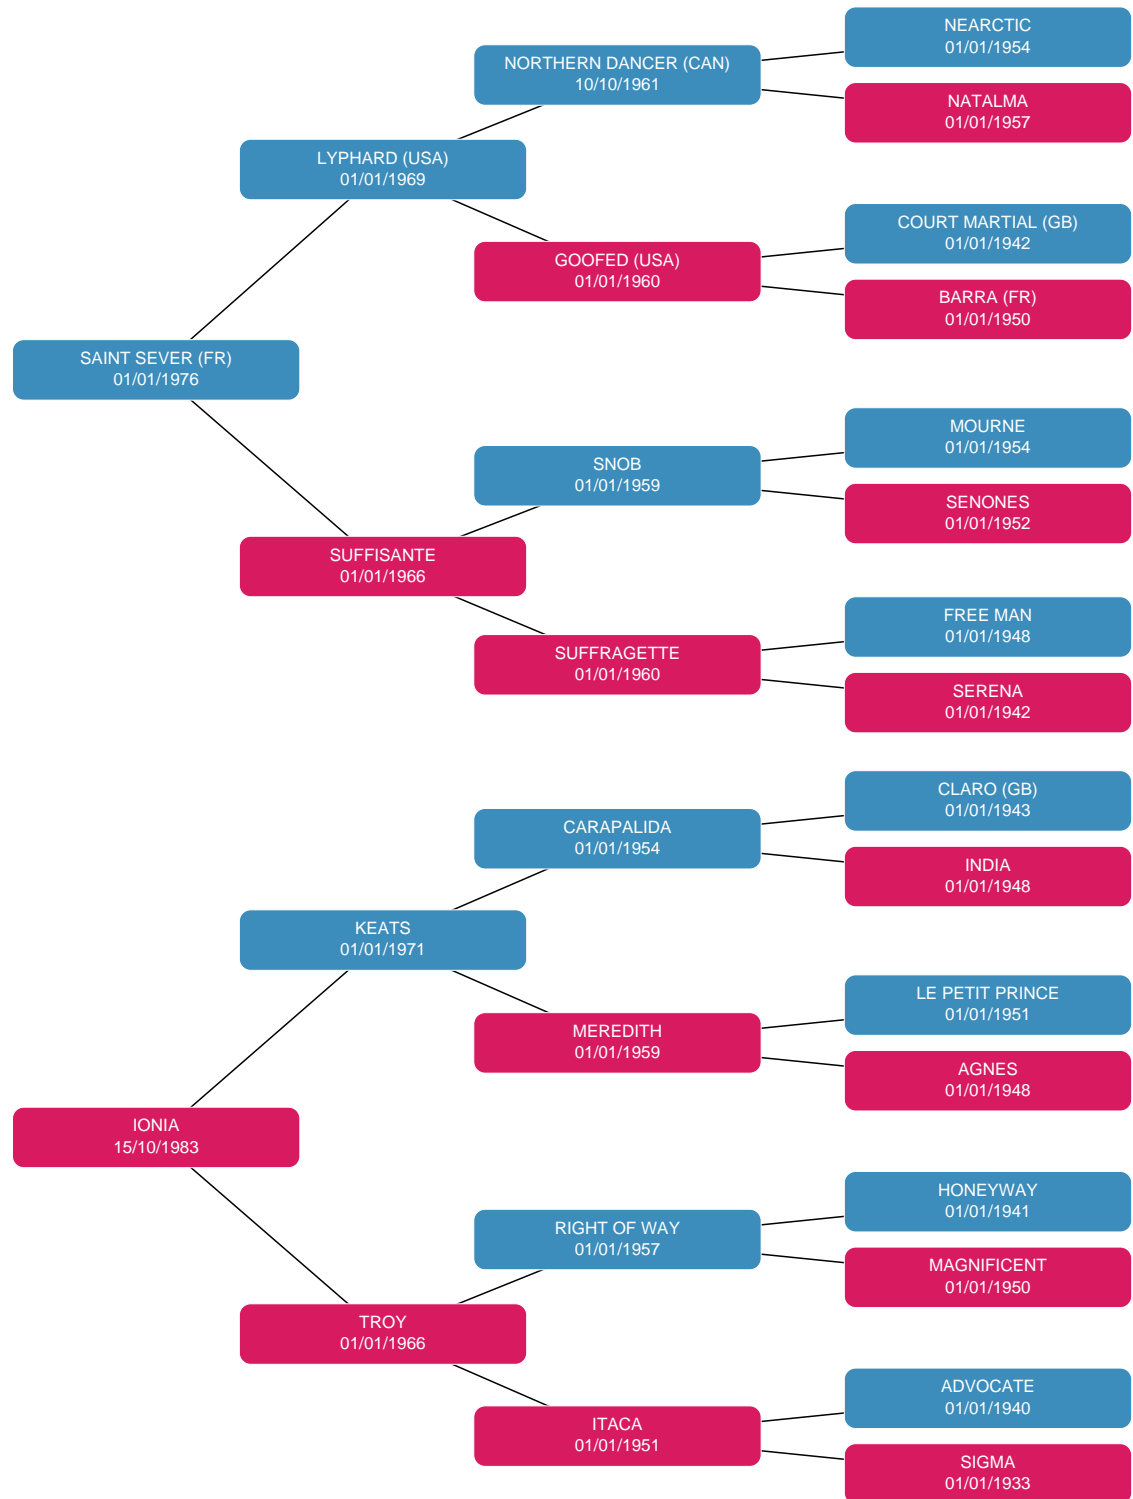 NEARCTIC
01/01/1954
NORTHERN DANCER (CAN)
10/10/1961
NATALMA
01/01/1957
LYPHARD (USA)
01/01/1969
COURT MARTIAL (GB)
01/01/1942
GOOFED (USA)
01/01/1960
BARRA (FR)
01/01/1950
SAINT SEVER (FR)
01/01/1976
MOURNE
01/01/1954
SNOB
01/01/1959
SENONES
01/01/1952
SUFFISANTE
01/01/1966
FREE MAN
01/01/1948
SUFFRAGETTE
01/01/1960
SERENA
01/01/1942
CLARO (GB)
01/01/1943
CARAPALIDA
01/01/1954
INDIA
01/01/1948
KEATS
01/01/1971
LE PETIT PRINCE
01/01/1951
MEREDITH
01/01/1959
AGNES
01/01/1948
IONIA
15/10/1983
HONEYWAY
01/01/1941
RIGHT OF WAY
01/01/1957
MAGNIFICENT
01/01/1950
TROY
01/01/1966
ADVOCATE
01/01/1940
ITACA
01/01/1951
SIGMA
01/01/1933